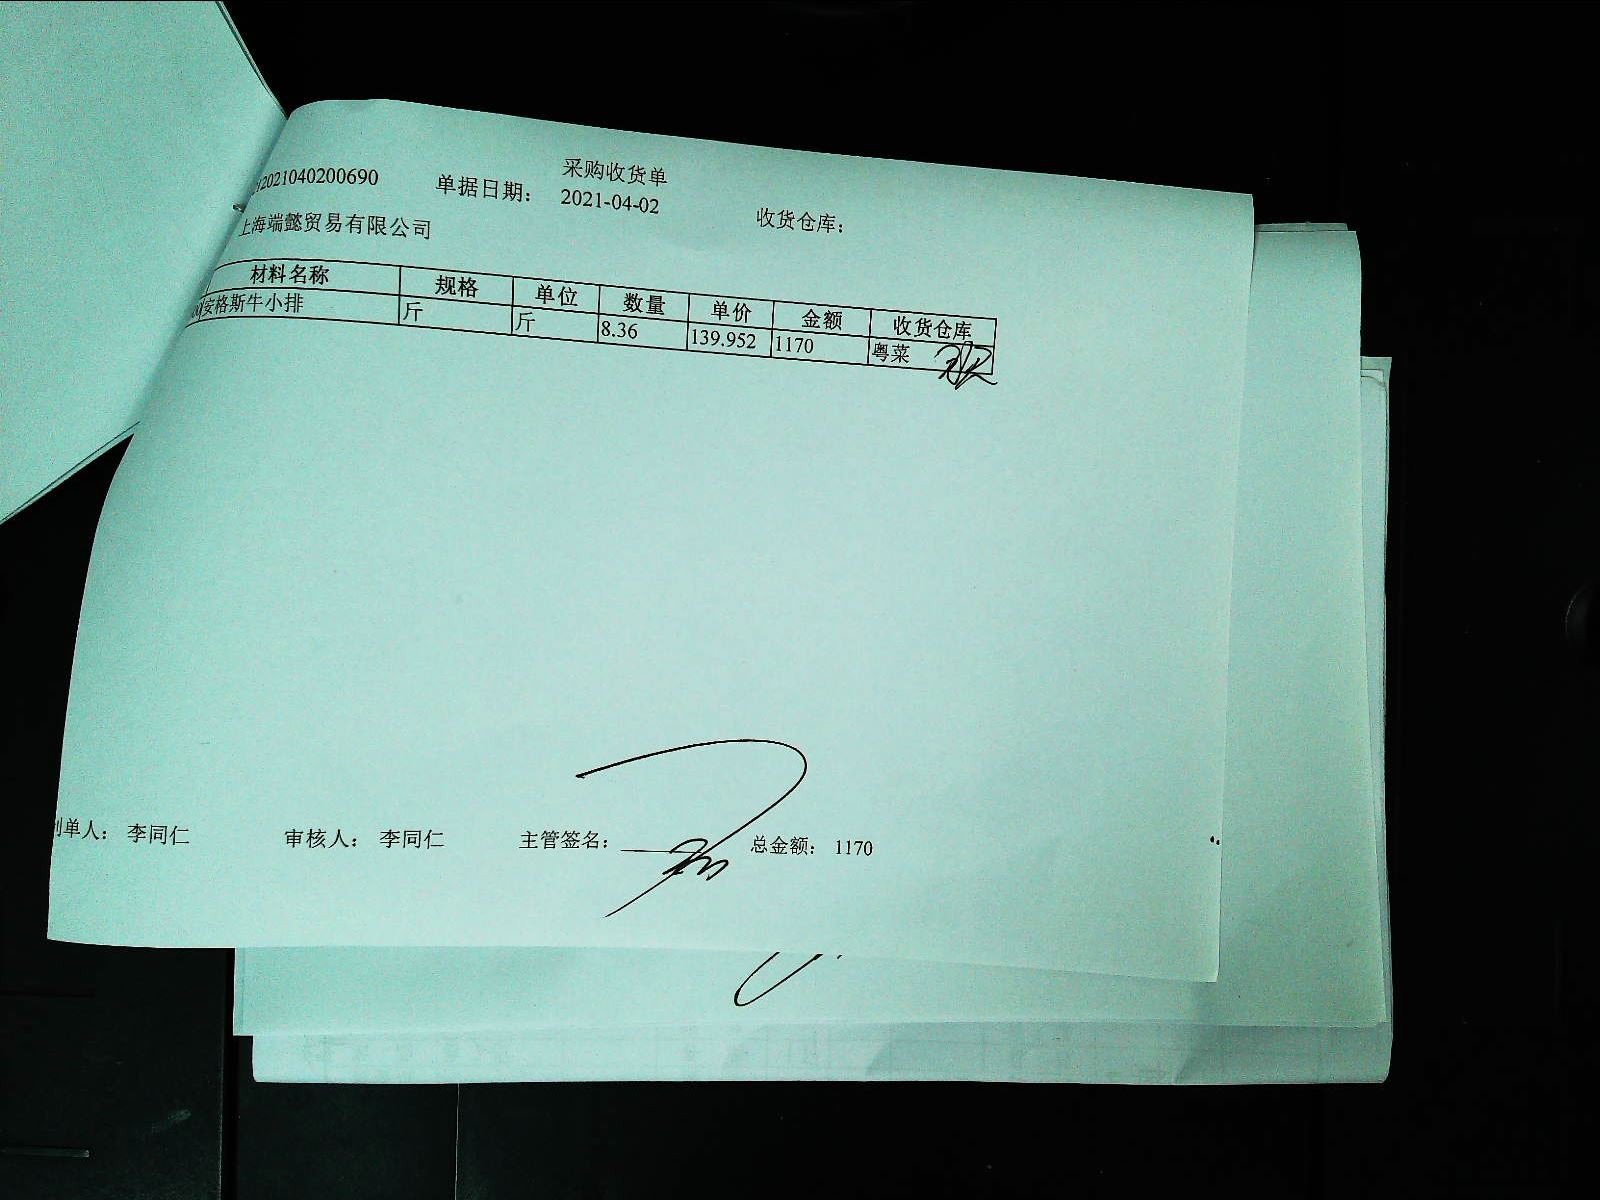 采购收货单
2021040200690 单据日期： 2021-04-02 收货仓库：
上海端懿贸易有限公司
材料名称 规格 单位 数量 单价 金额 收货仓库
安格斯牛小排 斤 斤 8.36 139.952 1170 粤菜
制单人： 李同仁 审核人： 李同仁 主管签名： 总金额： 1170